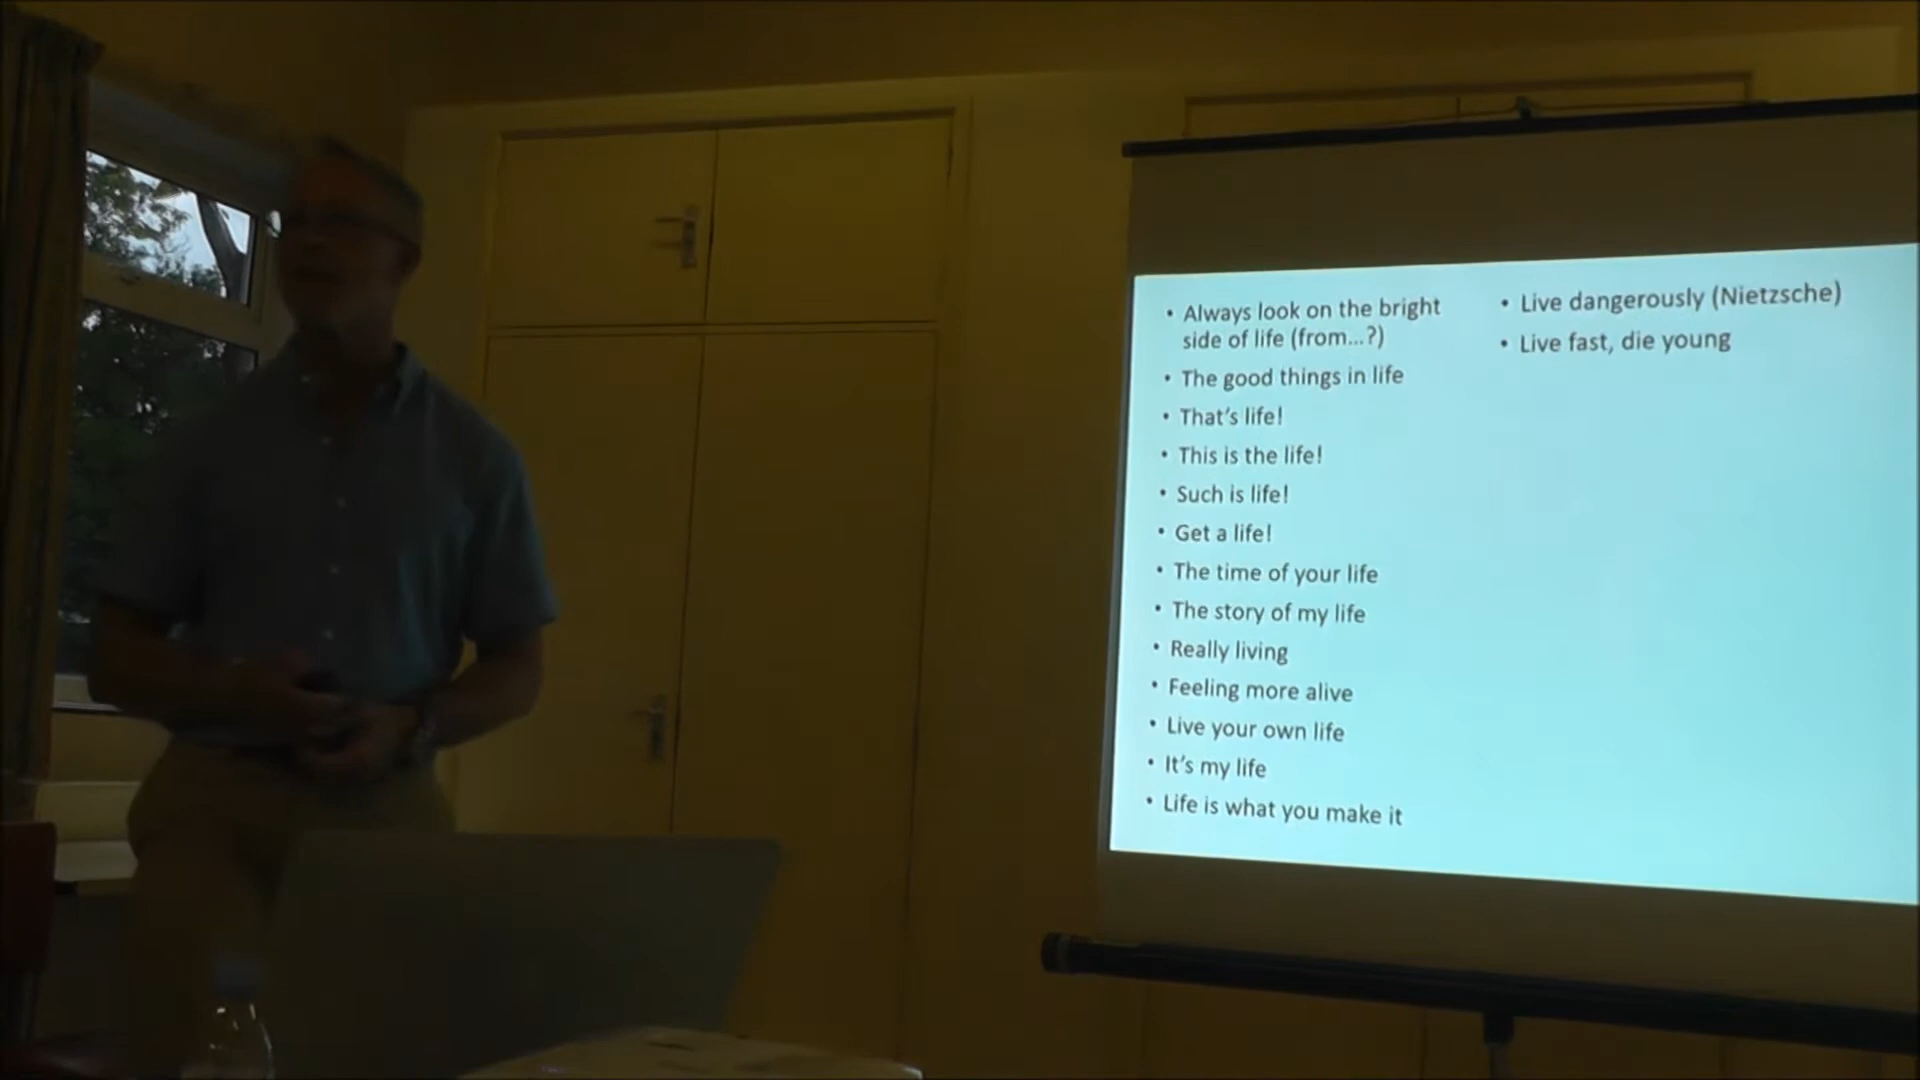 • Always look on the bright
side of life (from...?)
• The good things in life
• That's life!
• This is the life!
• Such is life!
• Get a life!
• The time of your life
• The story of my life
• Really living
• Feeling more alive
• Live your own life
• It's my life
• Life is what you make it
• Live dangerously (Nietzsche)
• Live fast, die young